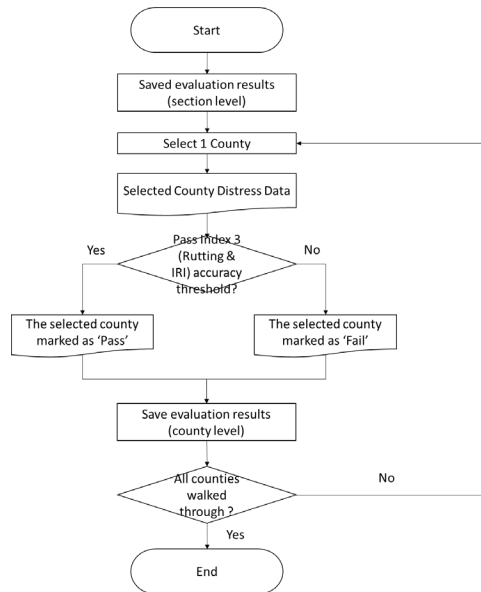 Start
Saved evaluation results
(section level)
Select 1 County
Selected County Distress Data
Pass Index 3
(Rutting &
IRI) accuracy
threshold?
Yes
No
The selected county
marked as 'Pass'
The selected county
marked as 'Fail'
Save evaluation results
(county level)
All counties
walked
through ?
No
Yes
End